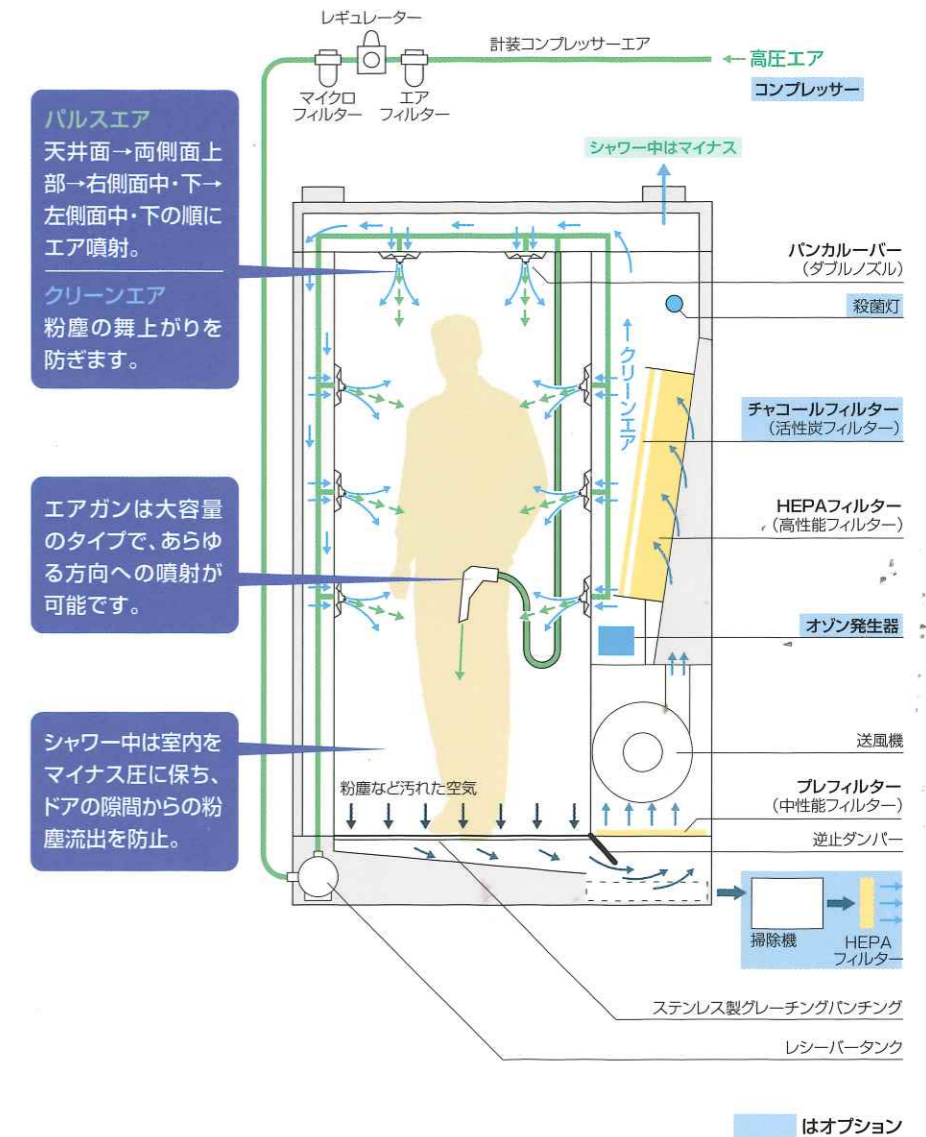 レギュレーター
計装コンプレッサーエア
高圧エア
コンプレッサー
マイクロ
フィルター
エア
フィルター
パルスエア
天井面→両側面上
部→右側面中・下→
左側面中・下の順に
エア噴射。
クリーンエア
粉塵の舞上がりを
防ぎます。
シャワー中はマイナス
パンカルーバー
(ダブルノズル)
殺菌灯
クリーンエア
チャコールフィルター
(活性炭フィルター)
HEPAフィルター
(高性能フィルター)
エアガンは大容量
のタイプで、あらゆ
る方向への噴射が
可能です。
オゾン発生器
シャワー中は室内を
マイナス圧に保ち、
ドアの隙間からの粉
塵流出を防止。
送風機
粉塵など汚れた空気
プレフィルター
(中性能フィルター)
逆止ダンパー
掃除機
HEPA
フィルター
ステンレス製グレーチングパンチング
レシーバータンク
はオプション